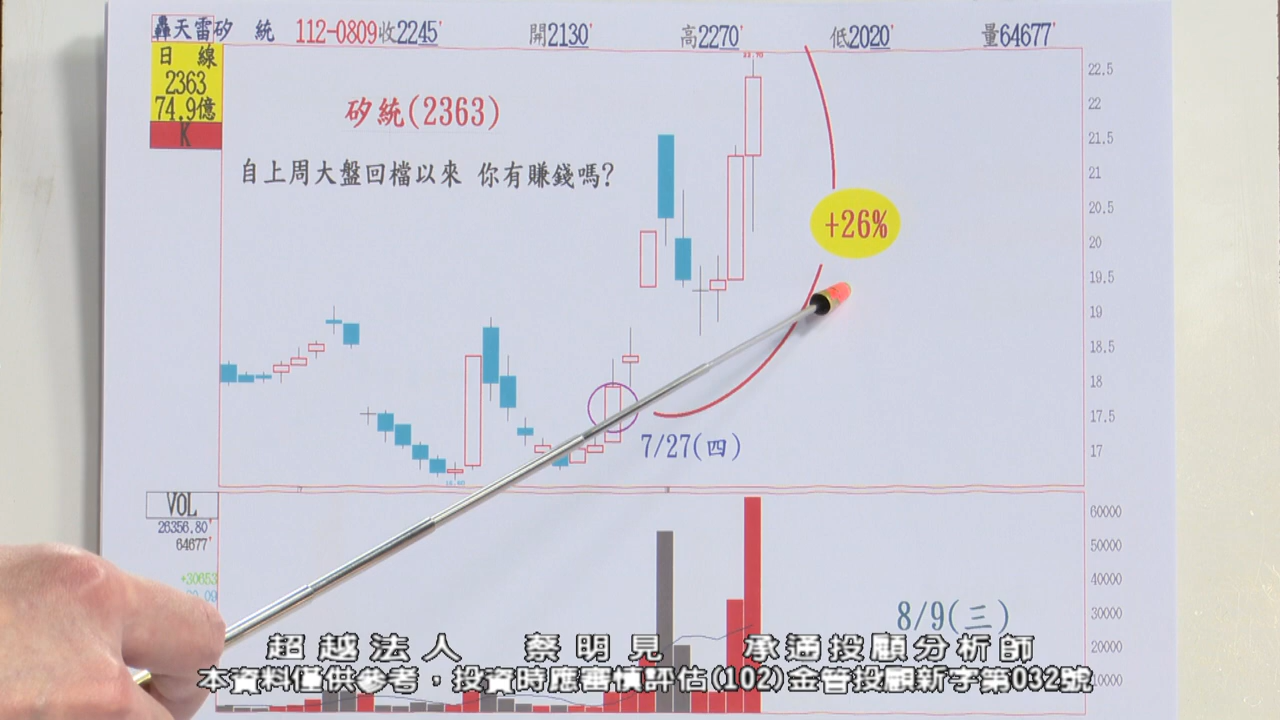 轟天雷矽 統 112-0809收2245' 開2130' 高2270' 低2020' 量64677'
日 線
2363
74.9億
K
矽統(2363)
自上周大盤回檔以來 你有賺錢嗎?
+26%
7/27(四)
22.5
22
21.5
21
20.5
20
19.5
19
18.5
18
17.5
17
VOL
26356.80'
64677'
+30653
60000
50000
40000
30000
20000
10000
8/9(三)
超越法人 蔡明見 承通投顧分析師
本資料僅供參考,投資時應審慎評估(102)金管投顧新字第032號